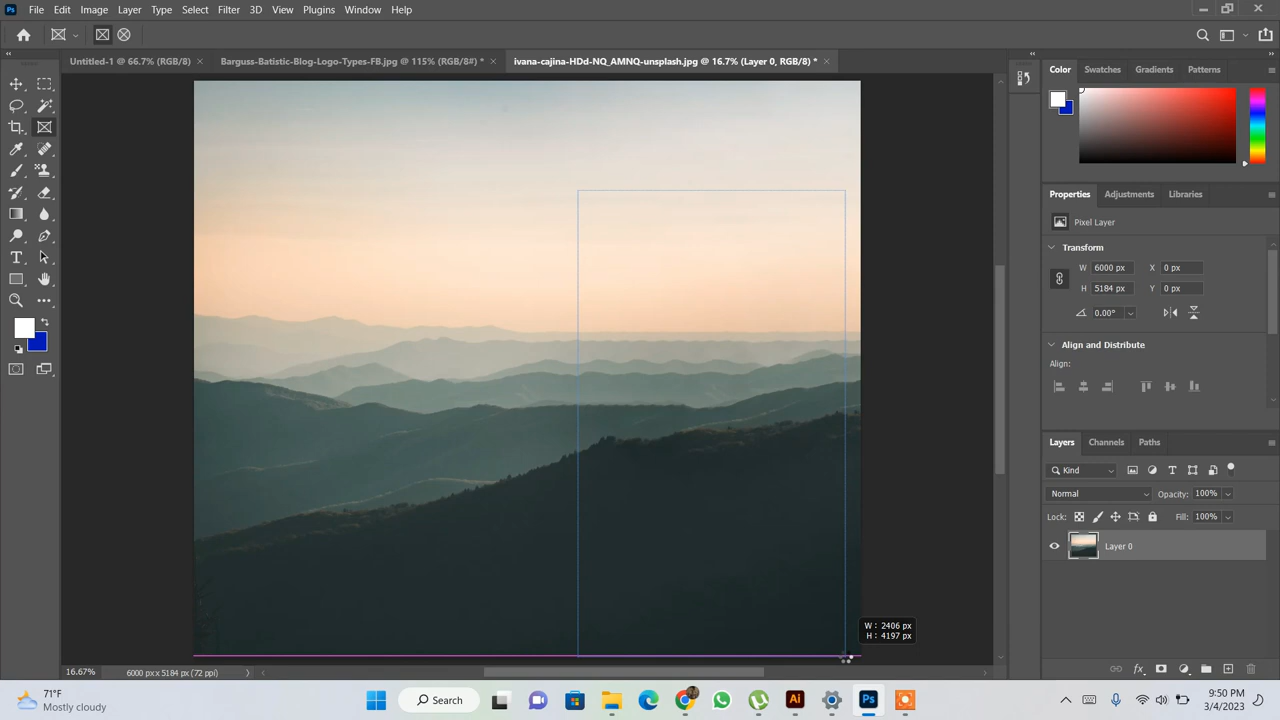 Ps File Edit Image Layer Type Select Filter 3D View Plugins Window Help
Untitled-1 @ 66.7% (RGB/8) ×
Barguss-Batistic-Blog-Logo-Types-FB.jpg @ 115% (RGB/8#) * ×
ivana-cajina-HDd-NQ_AMNQ-unsplash.jpg @ 16.7% (Layer 0, RGB/8) * ×
Color Swatches Gradients Patterns
Properties Adjustments Libraries
Pixel Layer
Transform
W 6000 px X 0 px
H 5184 px Y 0 px
0.00°
Align and Distribute
Align:
Layers Channels Paths
Kind
Normal Opacity: 100%
Lock: Fill: 100%
Layer 0
W: 2406 px
H: 4197 px
16.67% 6000 px x 5184 px (72 ppi)
71°F
Mostly cloudy
Search
Ai
Ps
9:50 PM
3/4/2023